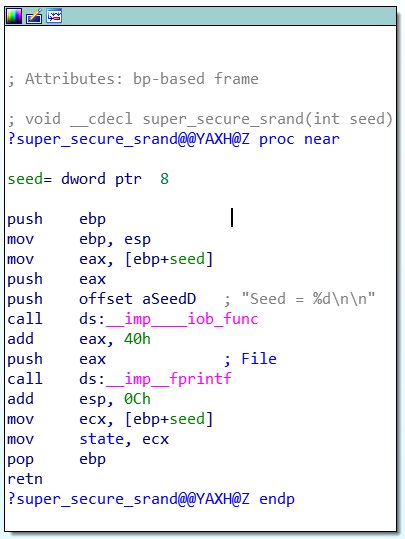 ; Attributes: bp-based frame
; void __cdecl super_secure_srand(int seed)
?super_secure_srand@@YAXH@Z proc near
seed= dword ptr  8
push    ebp
mov     ebp, esp
mov     eax, [ebp+seed]
push    eax
push    offset aSeedD   ; "Seed = %d\n\n"
call    ds:__imp____iob_func
add     eax, 40h
push    eax             ; File
call    ds:__imp__fprintf
add     esp, 0Ch
mov     ecx, [ebp+seed]
mov     state, ecx
pop     ebp
retn
?super_secure_srand@@YAXH@Z endp